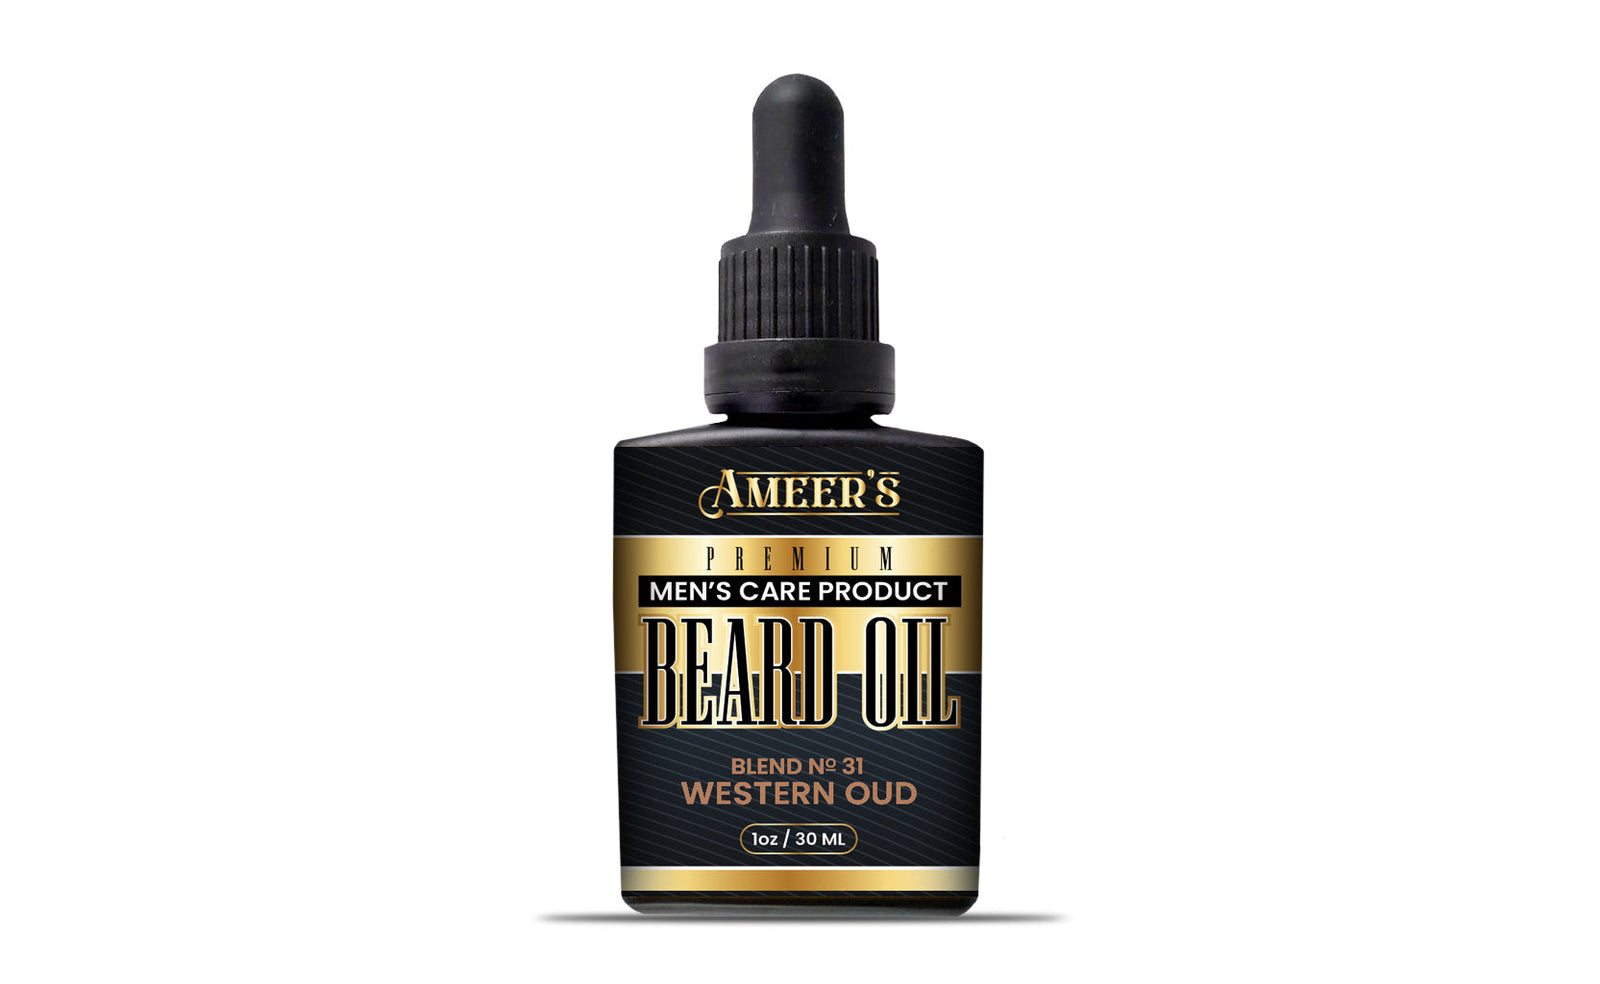 AMEER'S
PREMIUM
MEN'S CARE PRODUCT
BEARD OIL
BLEND Nº 31
WESTERN OUD
1oz / 30 ML